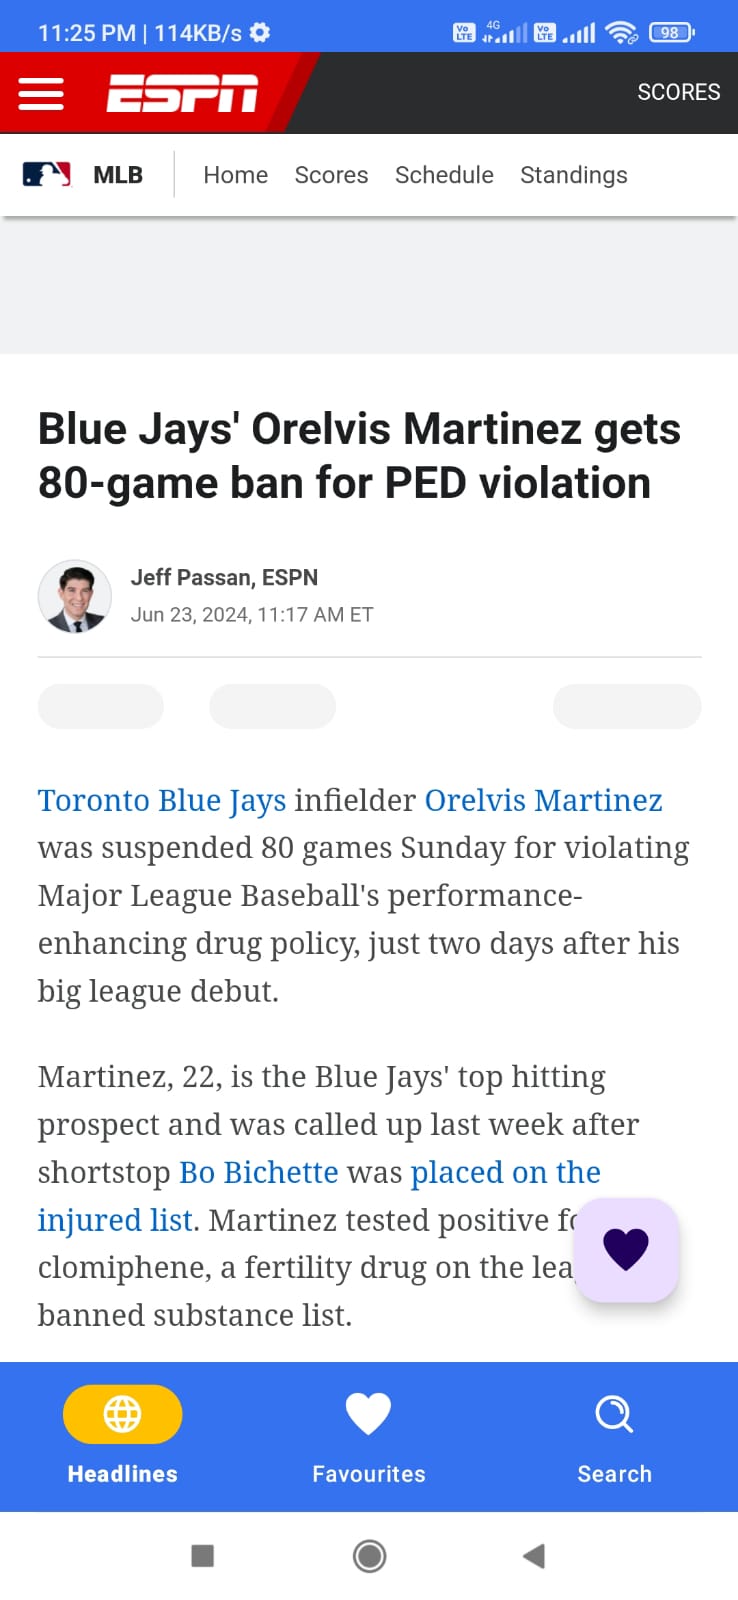 11:25 PM | 114KB/s
Vo LTE 4G Vo LTE 98
ESPN
SCORES
MLB Home Scores Schedule Standings
Blue Jays' Orelvis Martinez gets
80-game ban for PED violation
Jeff Passan, ESPN
Jun 23, 2024, 11:17 AM ET
Toronto Blue Jays infielder Orelvis Martinez
was suspended 80 games Sunday for violating
Major League Baseball's performance-
enhancing drug policy, just two days after his
big league debut.
Martinez, 22, is the Blue Jays' top hitting
prospect and was called up last week after
shortstop Bo Bichette was placed on the
injured list. Martinez tested positive
clomiphene, a fertility drug on the
banned substance list.
Headlines Favourites Search